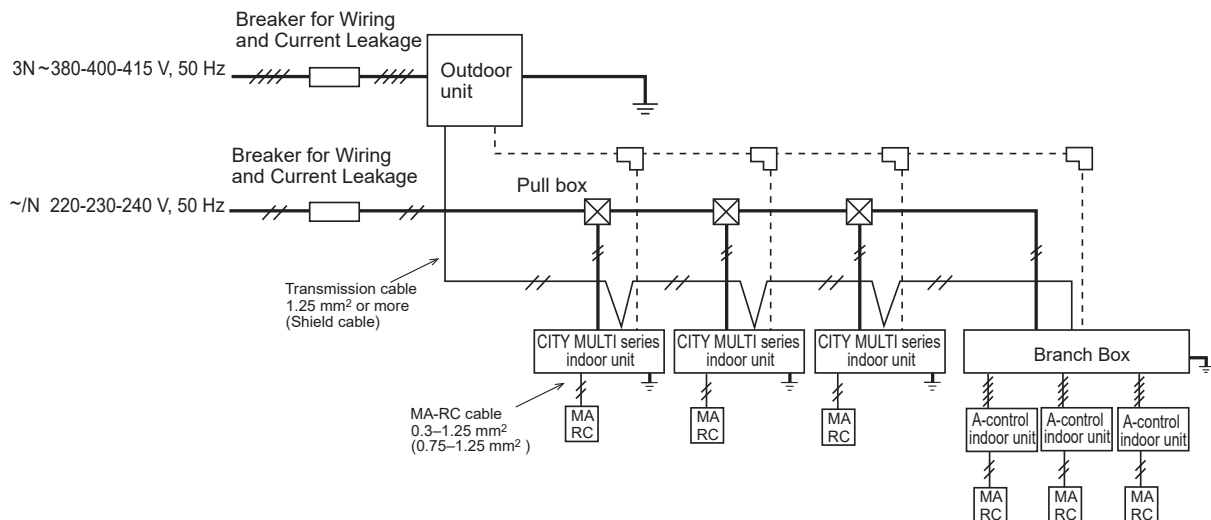 Breaker for Wiring
and Current Leakage
3N ~ 380-400-415 V, 50 Hz
Outdoor
unit
Breaker for Wiring
and Current Leakage
~/N 220-230-240 V, 50 Hz
Pull box
Transmission cable
1.25 mm² or more
(Shield cable)
CITY MULTI series
indoor unit
CITY MULTI series
indoor unit
CITY MULTI series
indoor unit
Branch Box
MA-RC cable
0.3–1.25 mm²
(0.75–1.25 mm² )
MA
RC
MA
RC
MA
RC
A-control
indoor unit
A-control
indoor unit
A-control
indoor unit
MA
RC
MA
RC
MA
RC